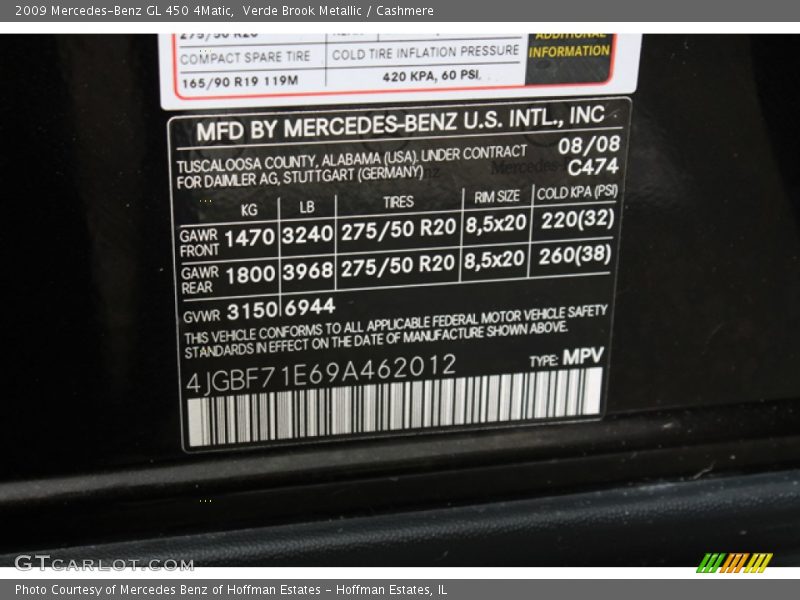 2009 Mercedes-Benz GL 450 4Matic,  Verde Brook Metallic / Cashmere
275/50 R20
ADDITIONAL
INFORMATION
COMPACT SPARE TIRE COLD TIRE INFLATION PRESSURE
165/90 R19 119M 420 KPA, 60 PSI.
MFD BY MERCEDES-BENZ U.S. INTL., INC
TUSCALOOSA COUNTY, ALABAMA (USA). UNDER CONTRACT 08/08
FOR DAIMLER AG, STUTTGART (GERMANY) C474
KG LB TIRES RIM SIZE COLD KPA (PSI)
GAWR FRONT 1470 3240 275/50 R20 8,5x20 220(32)
GAWR REAR 1800 3968 275/50 R20 8,5x20 260(38)
GVWR 3150 6944
THIS VEHICLE CONFORMS TO ALL APPLICABLE FEDERAL MOTOR VEHICLE SAFETY
STANDARDS IN EFFECT ON THE DATE OF MANUFACTURE SHOWN ABOVE.
4JGBF71E69A462012 TYPE: MPV
GTCARLOT.COM
Photo Courtesy of Mercedes Benz of Hoffman Estates - Hoffman Estates, IL